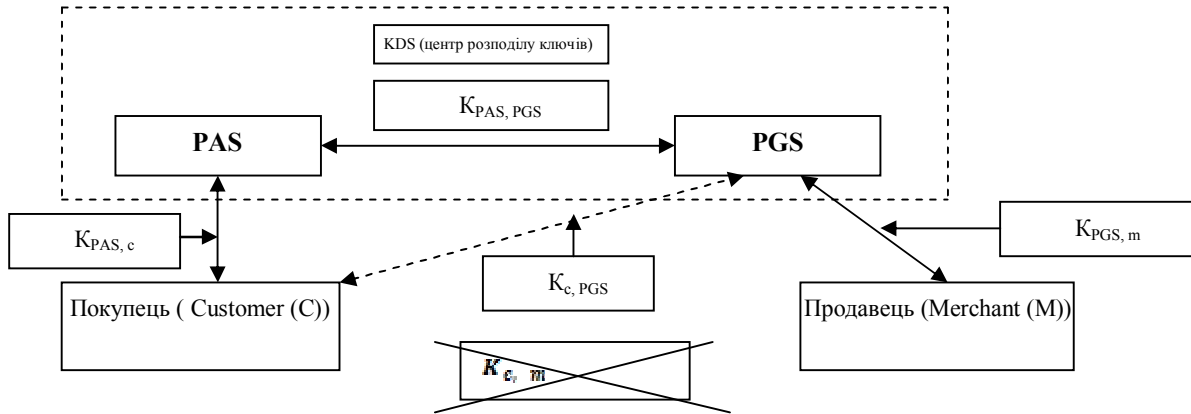 KDS (центр розподілу ключів)
K_PAS, PGS
PAS
PGS
K_PAS, c
K_PGS, m
K_c, PGS
Покупець ( Customer (C))
Продавець (Merchant (M))
K_c, m